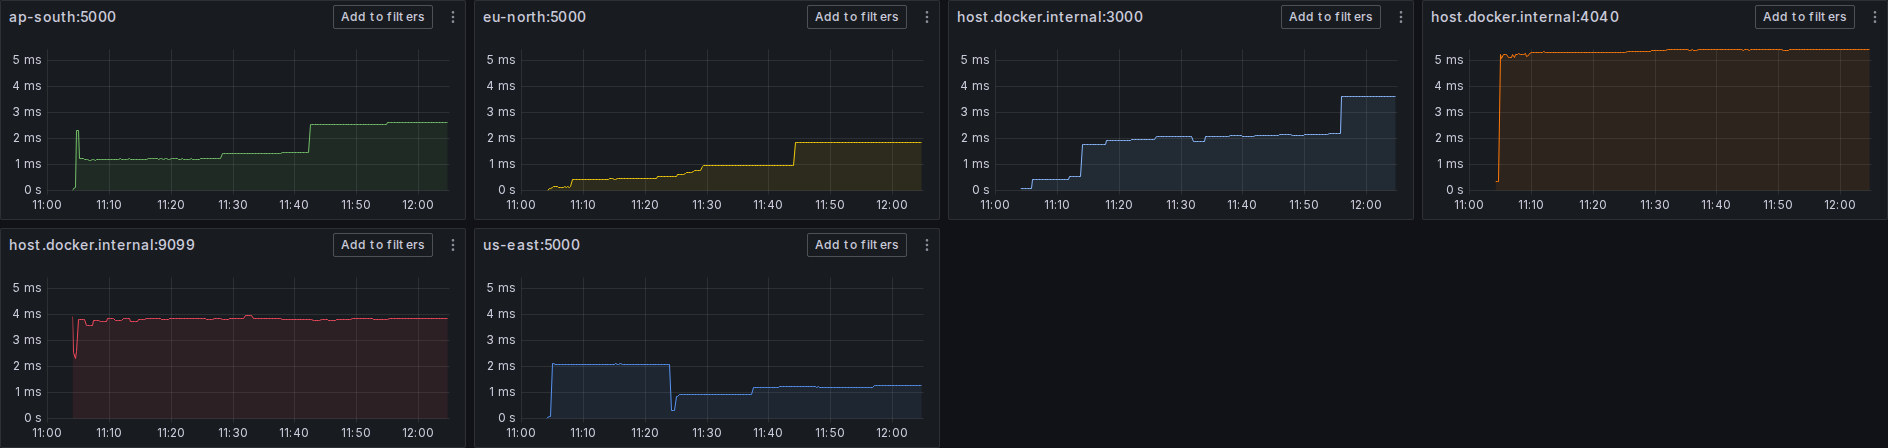 ap-south:5000 Add to filters
5 ms
4 ms
3 ms
2 ms
1 ms
0 s
11:00 11:10 11:20 11:30 11:40 11:50 12:00
eu-north:5000 Add to filters
5 ms
4 ms
3 ms
2 ms
1 ms
0 s
11:00 11:10 11:20 11:30 11:40 11:50 12:00
host.docker.internal:3000 Add to filters
5 ms
4 ms
3 ms
2 ms
1 ms
0 s
11:00 11:10 11:20 11:30 11:40 11:50 12:00
host.docker.internal:4040 Add to filters
5 ms
4 ms
3 ms
2 ms
1 ms
0 s
11:00 11:10 11:20 11:30 11:40 11:50 12:00
host.docker.internal:9099 Add to filters
5 ms
4 ms
3 ms
2 ms
1 ms
0 s
11:00 11:10 11:20 11:30 11:40 11:50 12:00
us-east:5000 Add to filters
5 ms
4 ms
3 ms
2 ms
1 ms
0 s
11:00 11:10 11:20 11:30 11:40 11:50 12:00